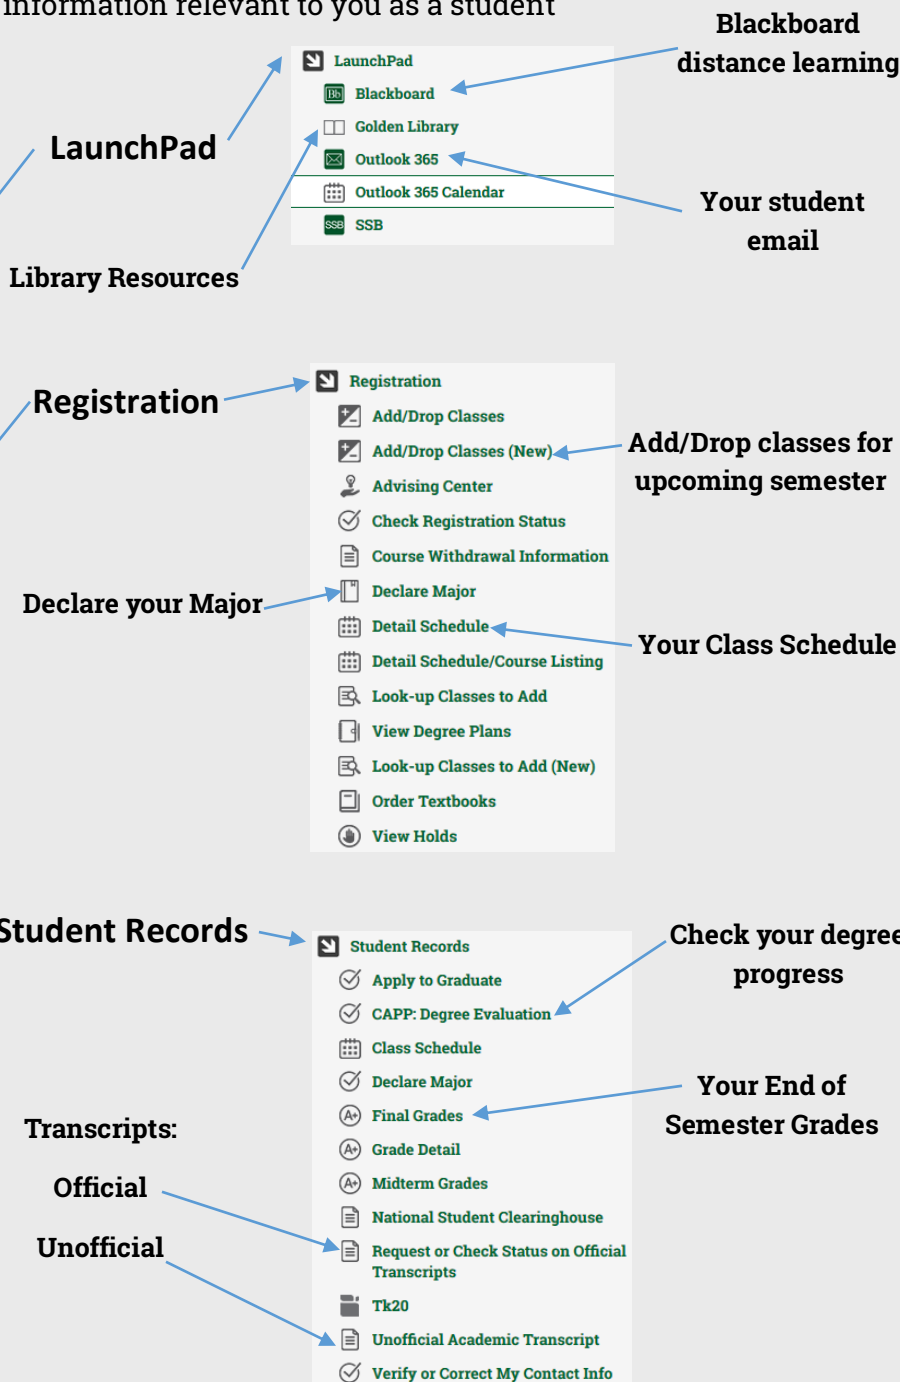 information relevant to you as a student
Blackboard
distance learning
LaunchPad
LaunchPad
Bb Blackboard
Golden Library
Outlook 365
Outlook 365 Calendar
SSB SSB
Your student
email
Library Resources
Registration
Registration
Add/Drop Classes
Add/Drop Classes (New)
Advising Center
Check Registration Status
Course Withdrawal Information
Declare Major
Detail Schedule
Detail Schedule/Course Listing
Look-up Classes to Add
View Degree Plans
Look-up Classes to Add (New)
Order Textbooks
View Holds
Add/Drop classes for
upcoming semester
Declare your Major
Your Class Schedule
Student Records
Student Records
Apply to Graduate
CAPP: Degree Evaluation
Class Schedule
Declare Major
A+ Final Grades
A+ Grade Detail
A+ Midterm Grades
National Student Clearinghouse
Request or Check Status on Official
Transcripts
Tk20
Unofficial Academic Transcript
Verify or Correct My Contact Info
Check your degree
progress
Your End of
Semester Grades
Transcripts:
Official
Unofficial